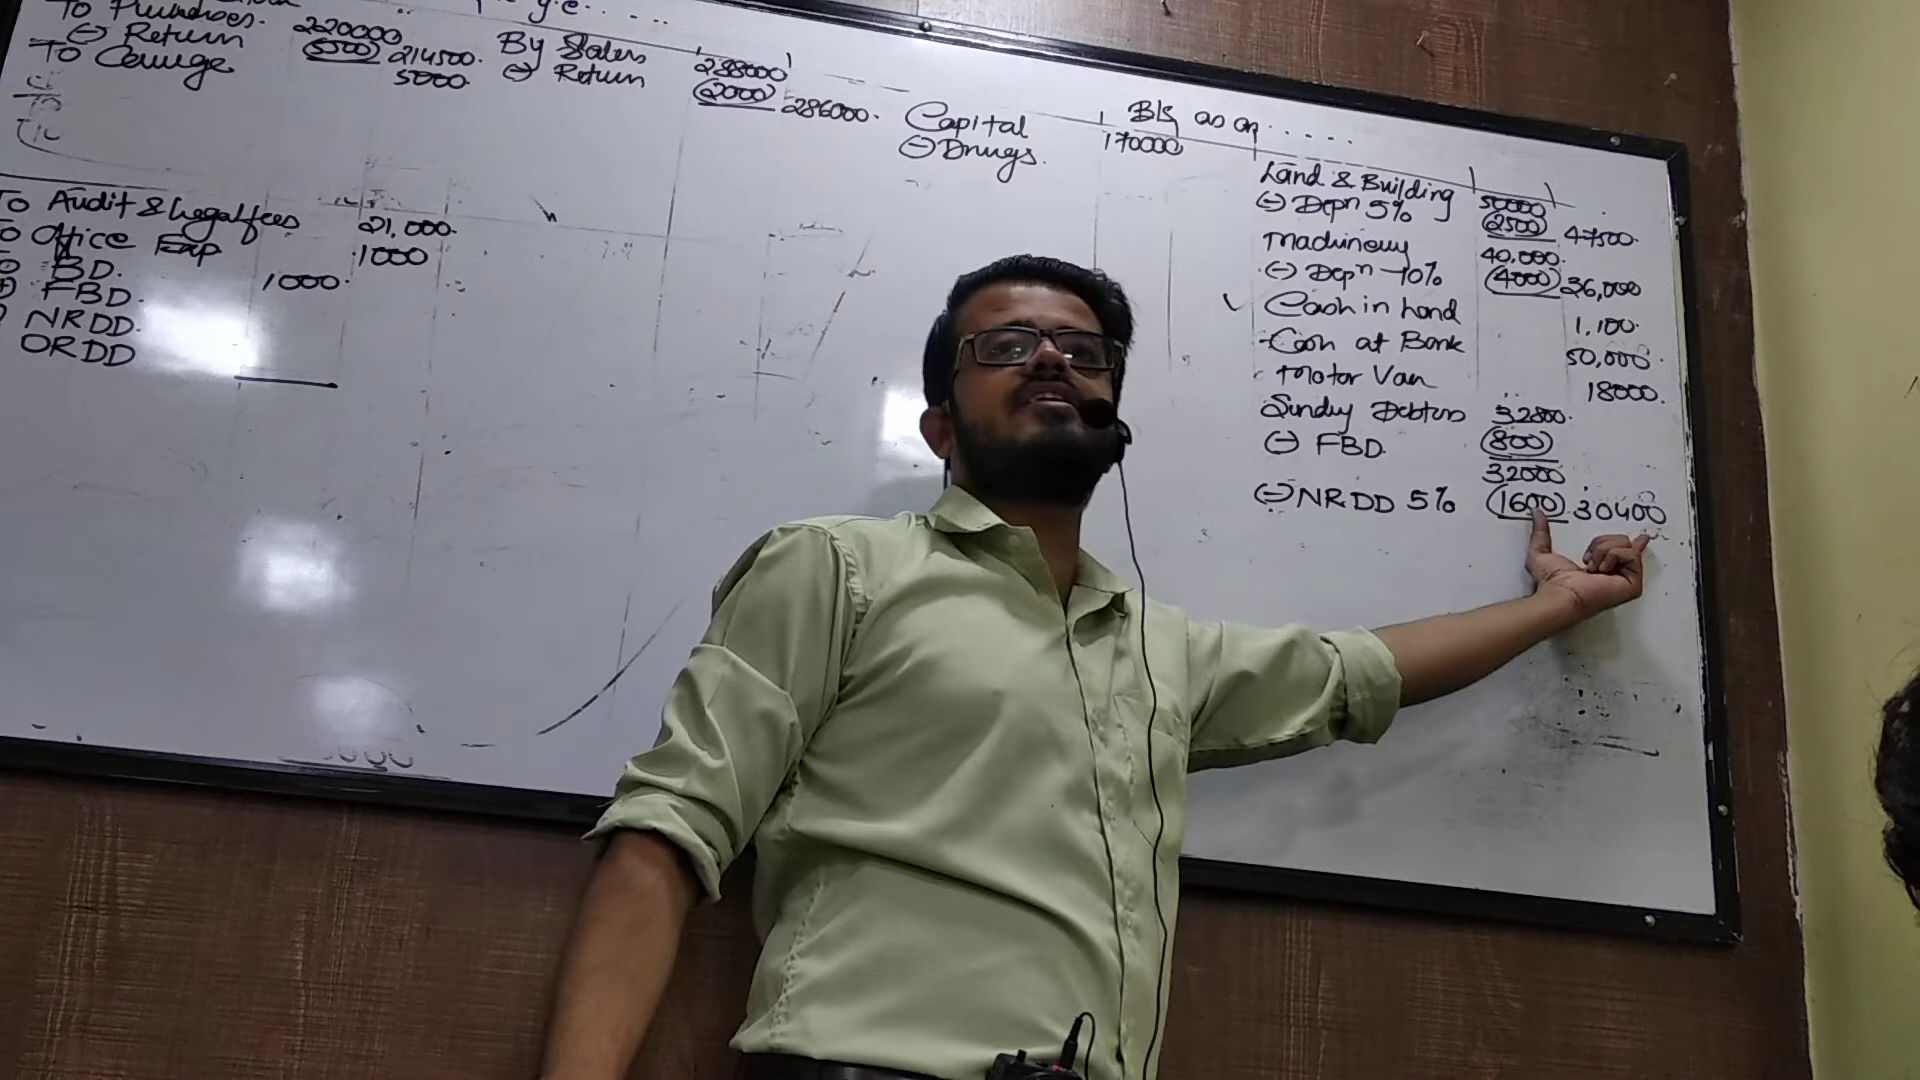 To Purchases. 220000
⊖ Return (5500) 214500.
To Carriage 5000
By Sales 288000
⊖ Return (2000) 286000.
To Audit & Legal fees 21,000.
To Office Exp 1000
To BD. 1000.
⊕ FBD.
NRDD.
ORDD
B/s as on .....
Capital 170000
⊖ Drwgs.
Land & Building 50000
⊖ Depn 5% (2500) 47500.
Machinery 40,000.
⊖ Depn 10% (4000) 36,000
Cash in hand 1,100.
Cash at Bank 50,000
Motor Van 18000.
Sundry Debtors 32800.
⊖ FBD. (800)
32000
⊖ NRDD 5% (1600) 30400